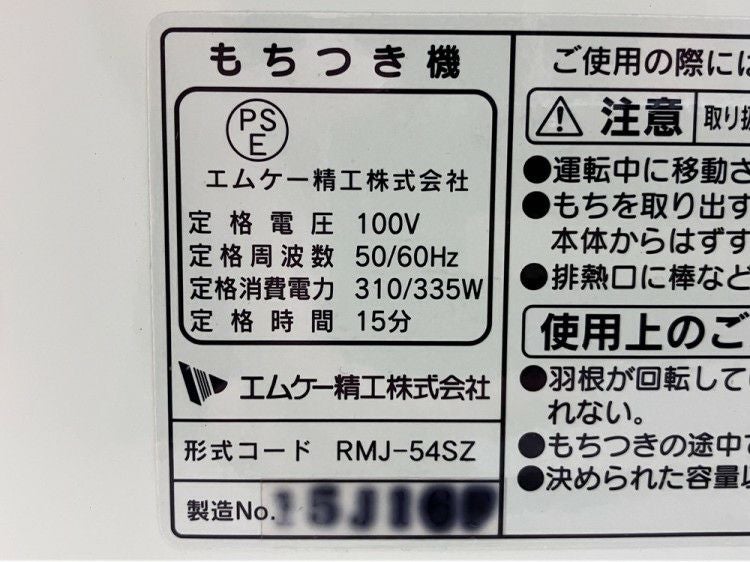 もちつき機
PS
E
エムケー精工株式会社
定格電圧 100V
定格周波数 50/60Hz
定格消費電力 310/335W
定格時間 15分
エムケー精工株式会社
形式コード RMJ-54SZ
製造No.
ご使用の際には
注意 取り扱
●運転中に移動さ
●もちを取り出す
本体からはずす
●排熱口に棒など
使用上のご
●羽根が回転して
れない。
●もちつきの途中で
●決められた容量以